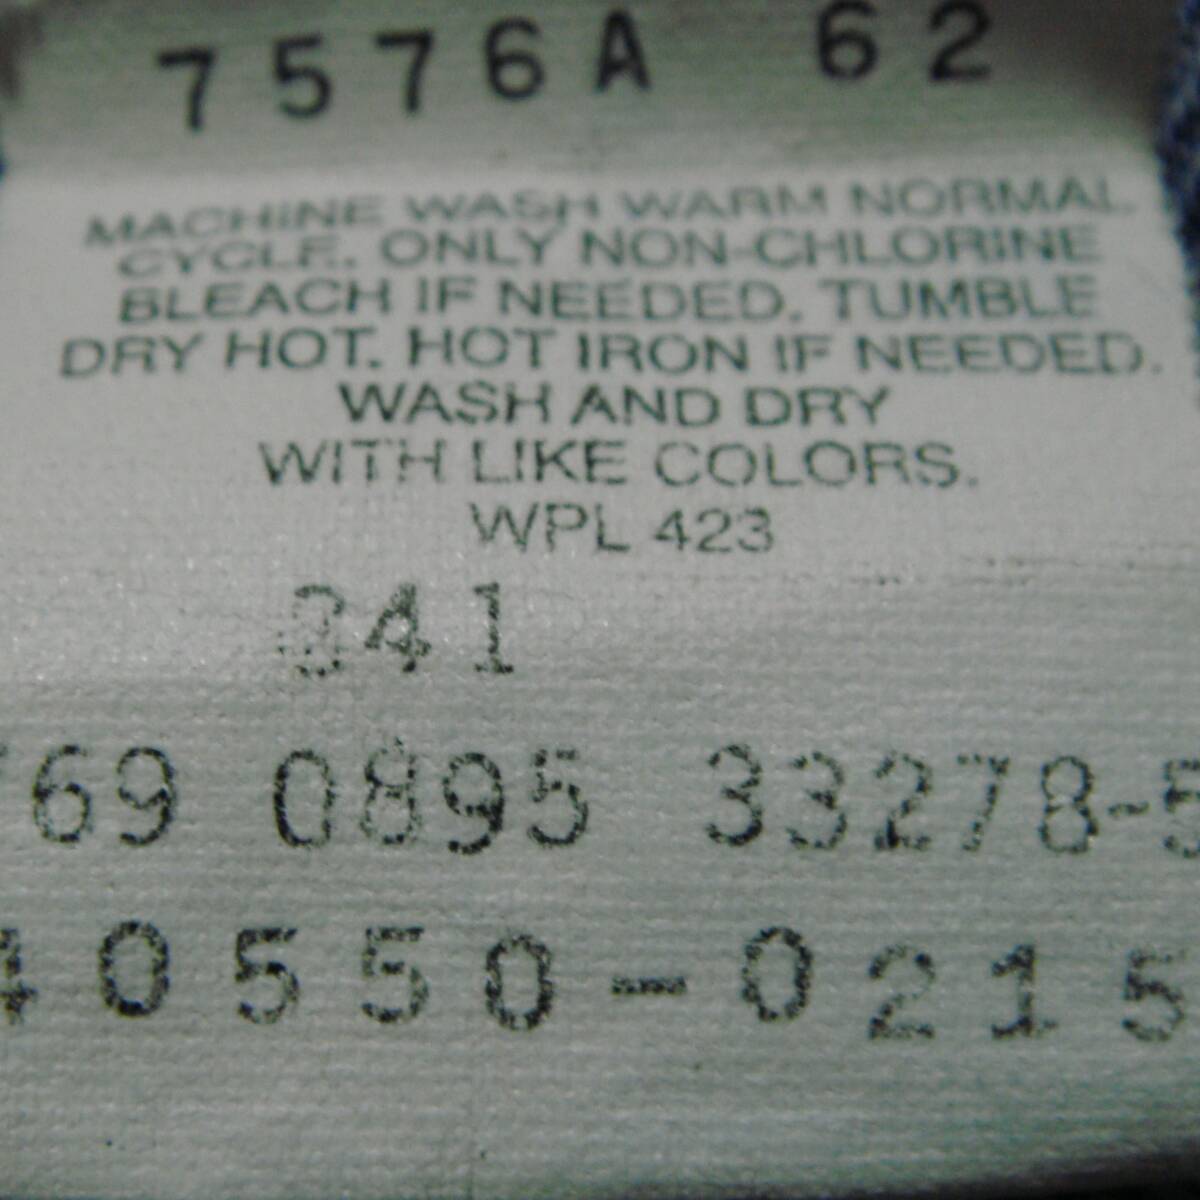 7576A 62
MACHINE WASH WARM NORMAL
CYCLE. ONLY NON-CHLORINE
BLEACH IF NEEDED. TUMBLE
DRY HOT. HOT IRON IF NEEDED.
WASH AND DRY
WITH LIKE COLORS.
WPL 423
341
69 0895 33278-5
40550-0215